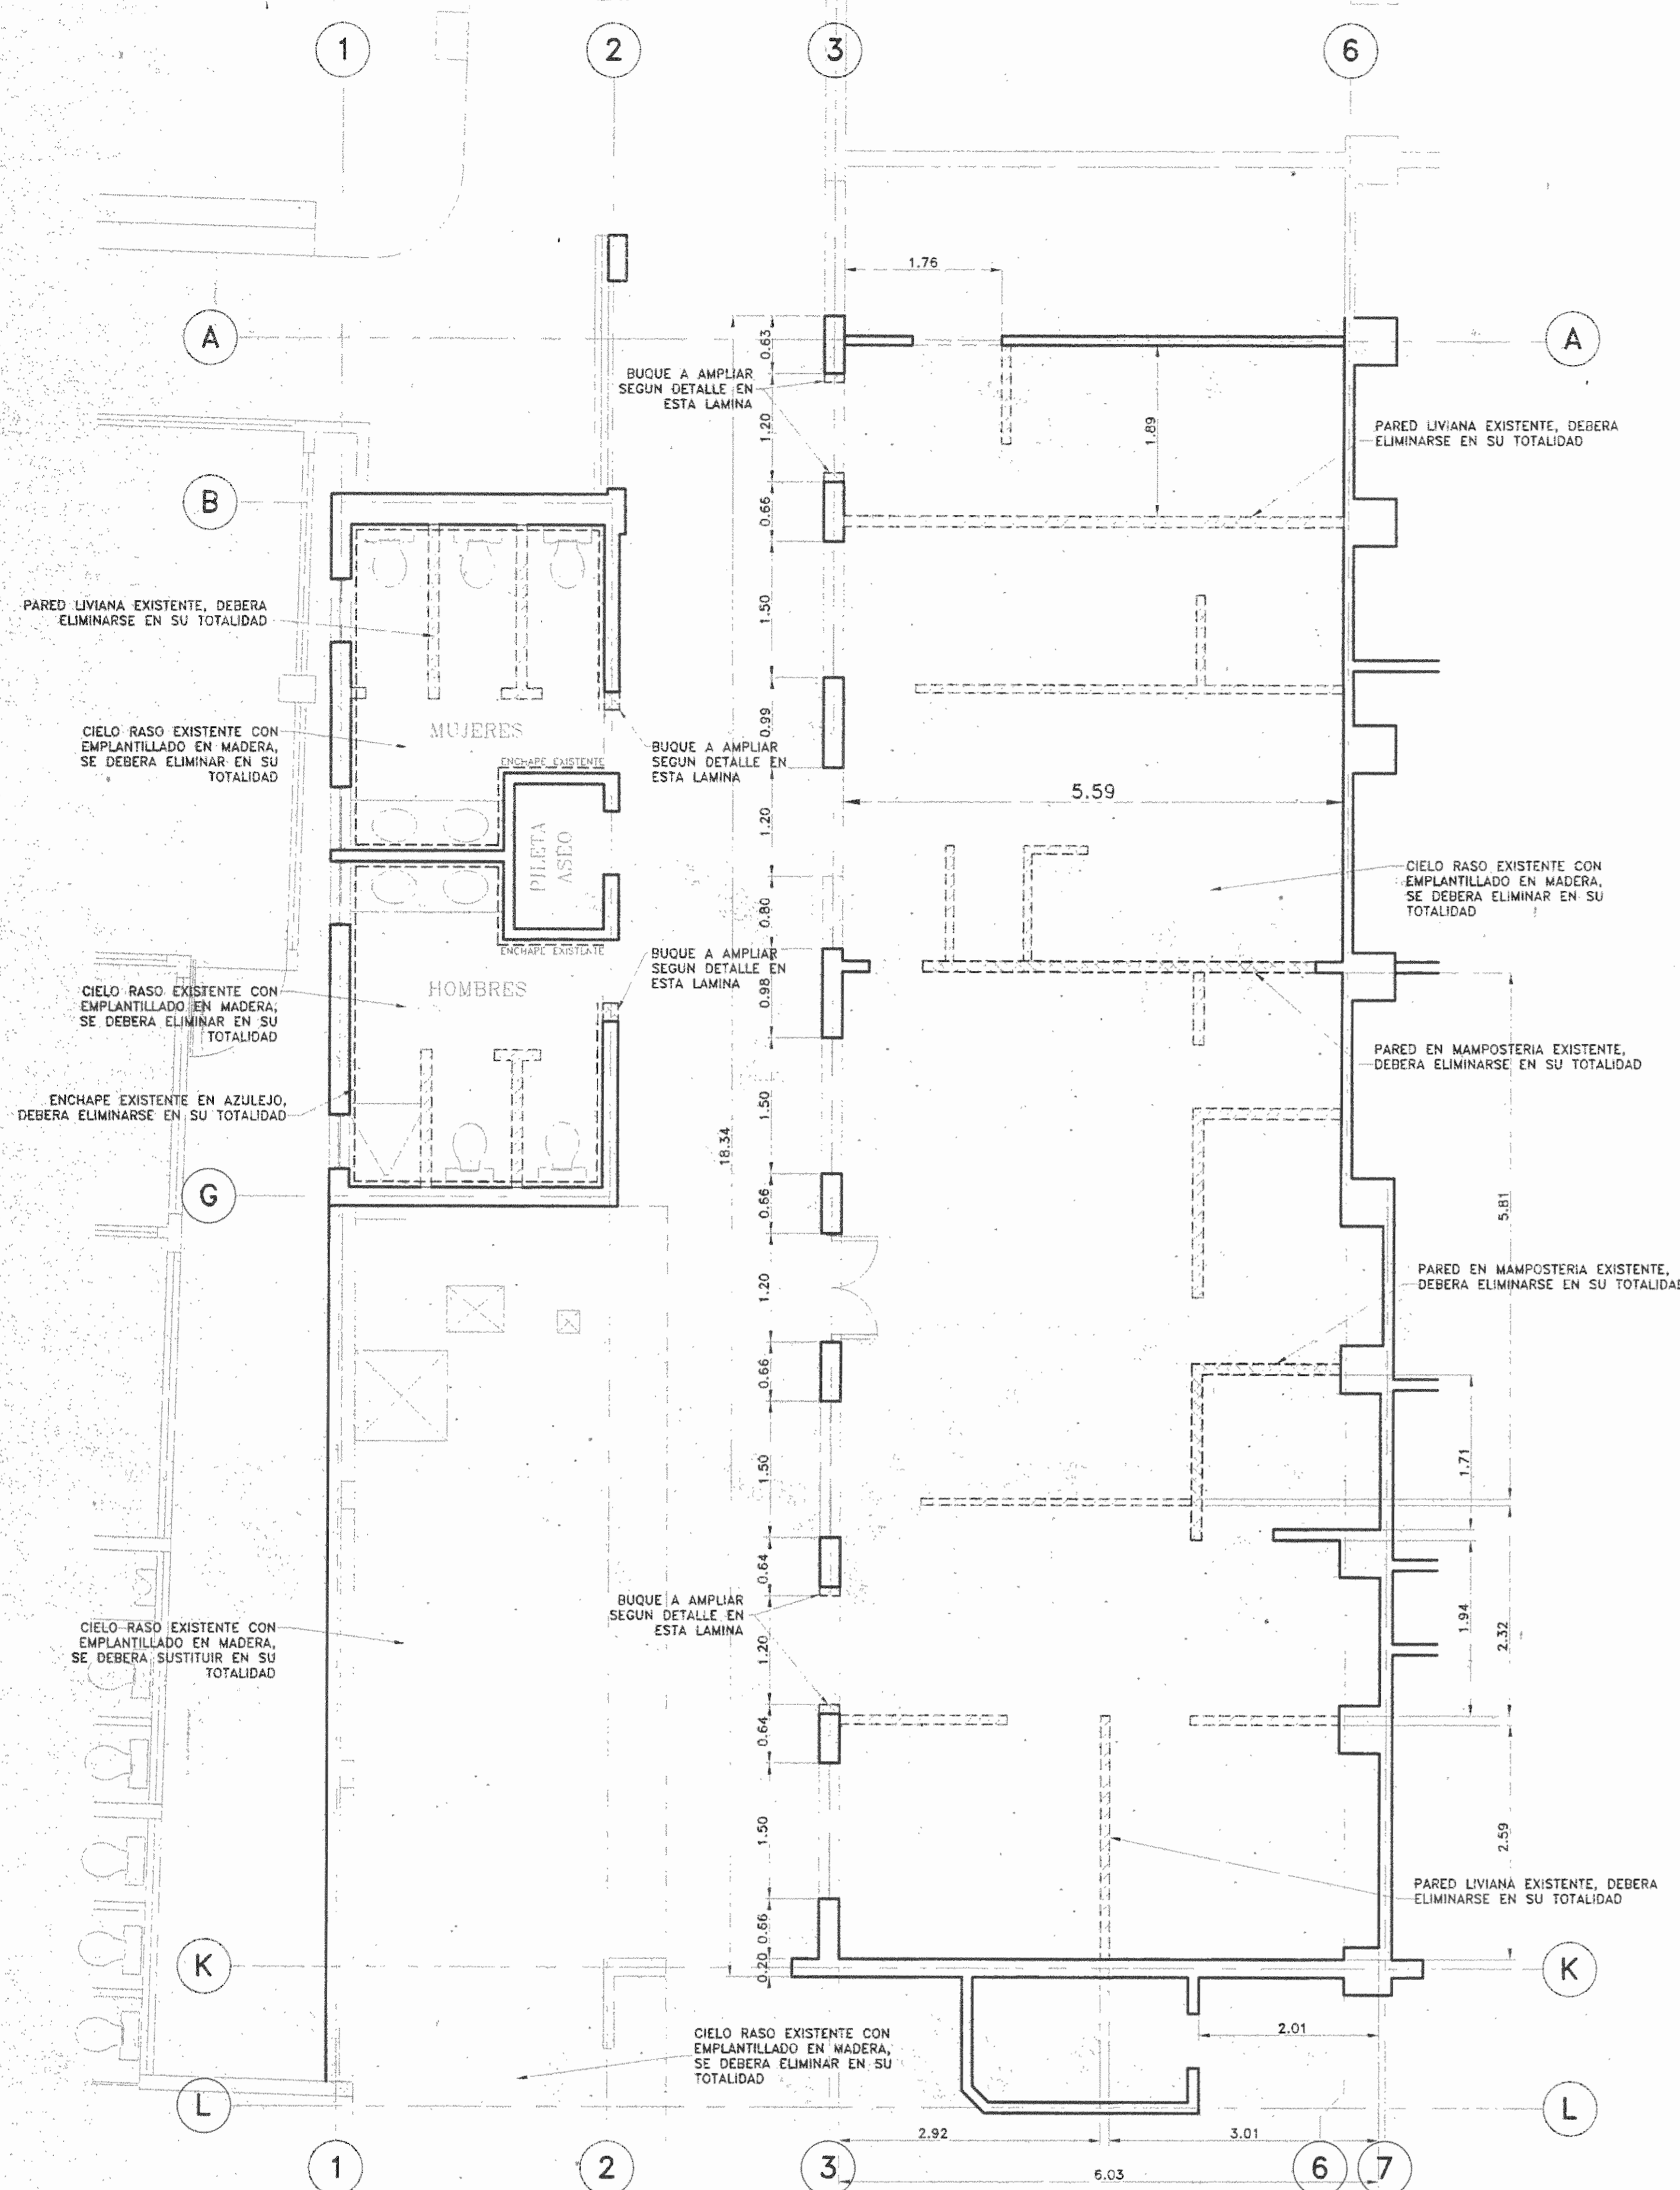 1
2
3
6
1.76
A
A
0.63
BUQUE A AMPLIAR
SEGUN DETALLE EN
ESTA LAMINA
1.20
1.89
PARED LIVIANA EXISTENTE, DEBERA
ELIMINARSE EN SU TOTALIDAD
B
0.66
1.50
PARED LIVIANA EXISTENTE, DEBERA
ELIMINARSE EN SU TOTALIDAD
MUJERES
0.99
CIELO RASO EXISTENTE CON
EMPLANTILLADO EN MADERA,
SE DEBERA ELIMINAR EN SU
TOTALIDAD
BUQUE A AMPLIAR
SEGUN DETALLE EN
ESTA LAMINA
ENCHAPE EXISTENTE
5.59
1.20
PILETA
ASEO
CIELO RASO EXISTENTE CON
EMPLANTILLADO EN MADERA,
SE DEBERA ELIMINAR EN SU
TOTALIDAD
0.80
ENCHAPE EXISTENTE
BUQUE A AMPLIAR
SEGUN DETALLE EN
ESTA LAMINA
0.98
HOMBRES
CIELO RASO EXISTENTE CON
EMPLANTILLADO EN MADERA,
SE DEBERA ELIMINAR EN SU
TOTALIDAD
PARED EN MAMPOSTERIA EXISTENTE,
DEBERA ELIMINARSE EN SU TOTALIDAD
ENCHAPE EXISTENTE EN AZULEJO,
DEBERA ELIMINARSE EN SU TOTALIDAD
1.50
18.34
G
0.66
5.81
1.20
PARED EN MAMPOSTERIA EXISTENTE,
DEBERA ELIMINARSE EN SU TOTALIDAD
0.66
1.50
1.71
0.64
BUQUE A AMPLIAR
SEGUN DETALLE EN
ESTA LAMINA
1.20
1.94
2.32
CIELO RASO EXISTENTE CON
EMPLANTILLADO EN MADERA,
SE DEBERA SUSTITUIR EN SU
TOTALIDAD
0.64
1.50
2.59
PARED LIVIANA EXISTENTE, DEBERA
ELIMINARSE EN SU TOTALIDAD
0.66
K
0.20
K
2.01
CIELO RASO EXISTENTE CON
EMPLANTILLADO EN MADERA,
SE DEBERA ELIMINAR EN SU
TOTALIDAD
L
L
2.92
3.01
1
2
3
6.03
6
7